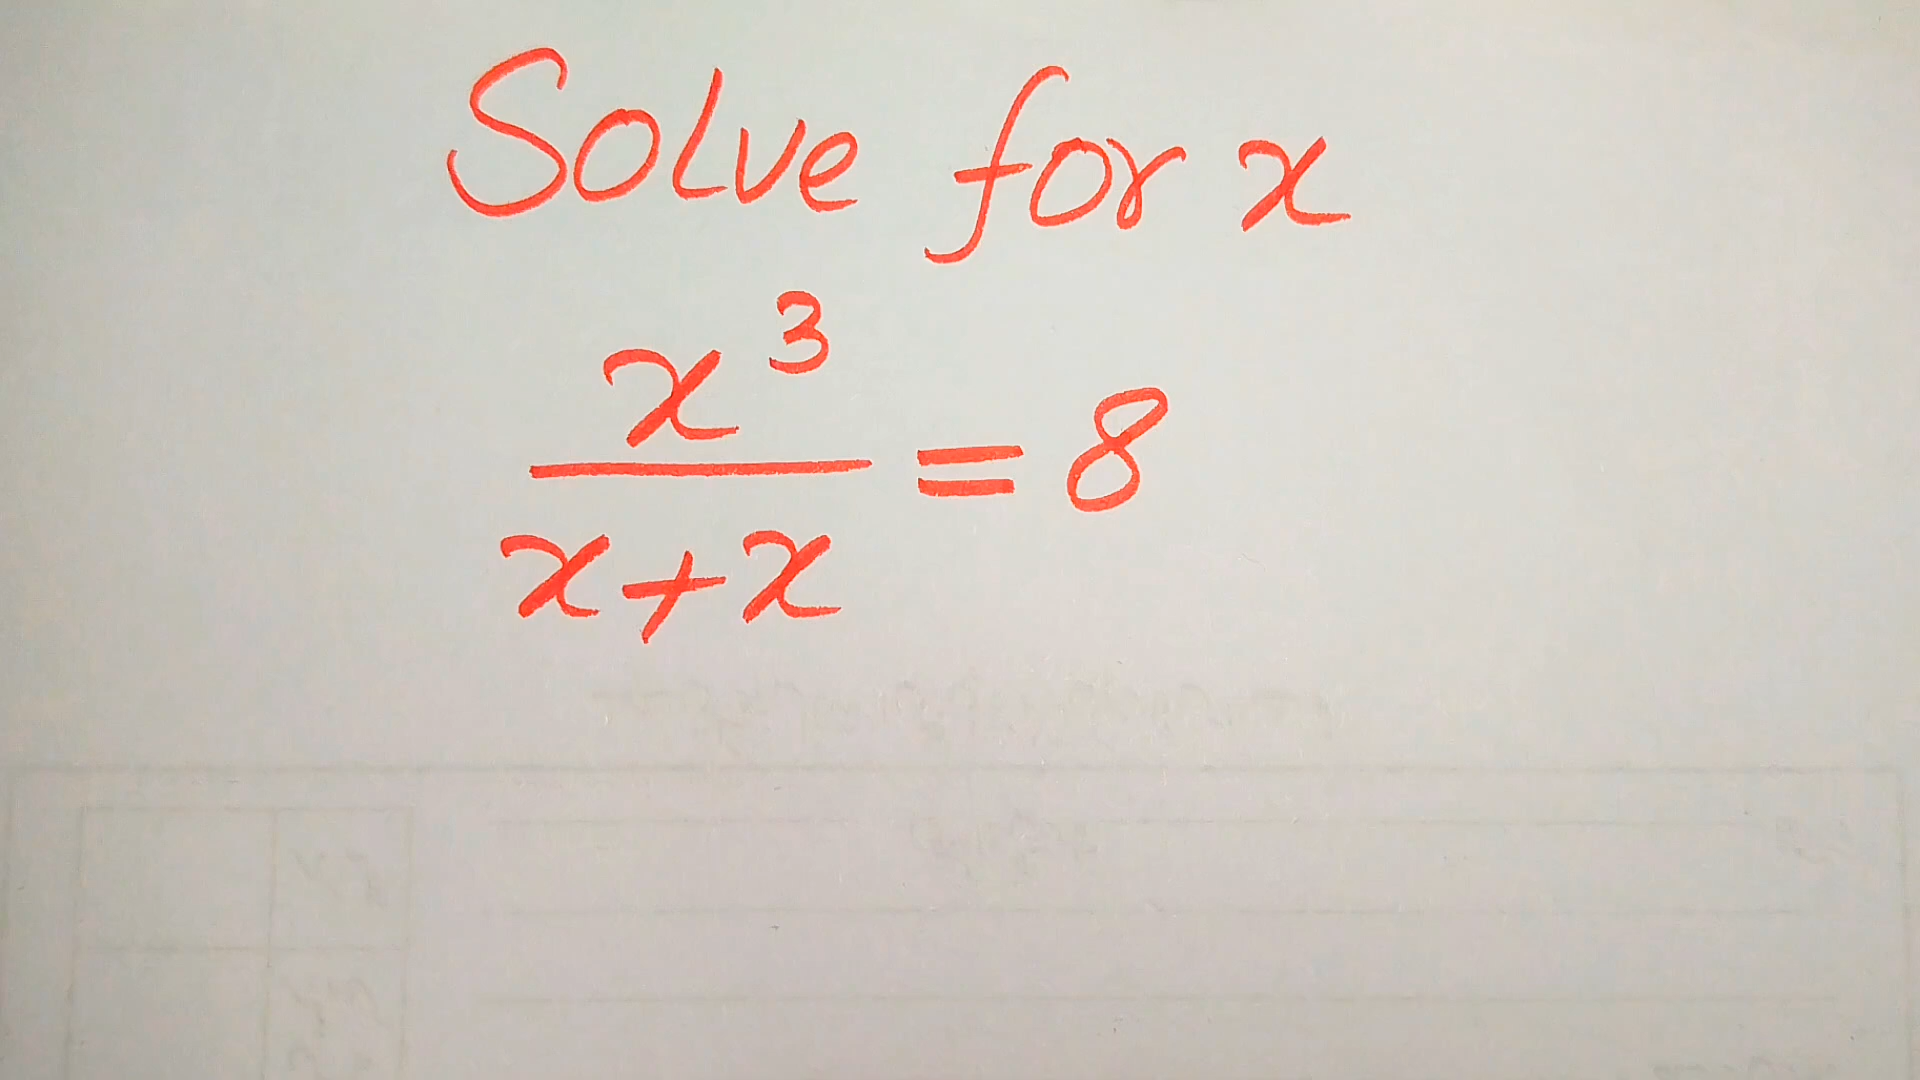 Solve for x
x³
x+x
= 8